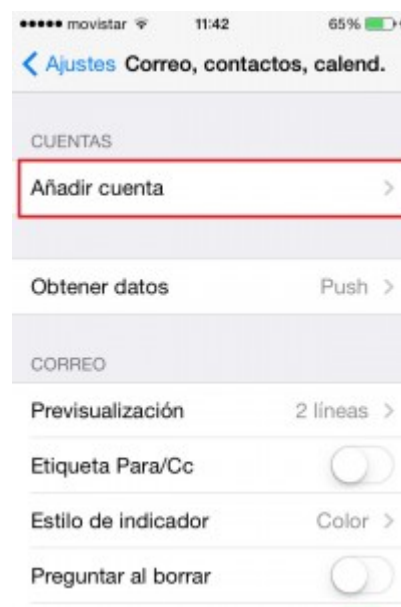 movistar 11:42 65%
Ajustes Correo, contactos, calend.
CUENTAS
Añadir cuenta
Obtener datos Push
CORREO
Previsualización 2 líneas
Etiqueta Para/Cc
Estilo de indicador Color
Preguntar al borrar